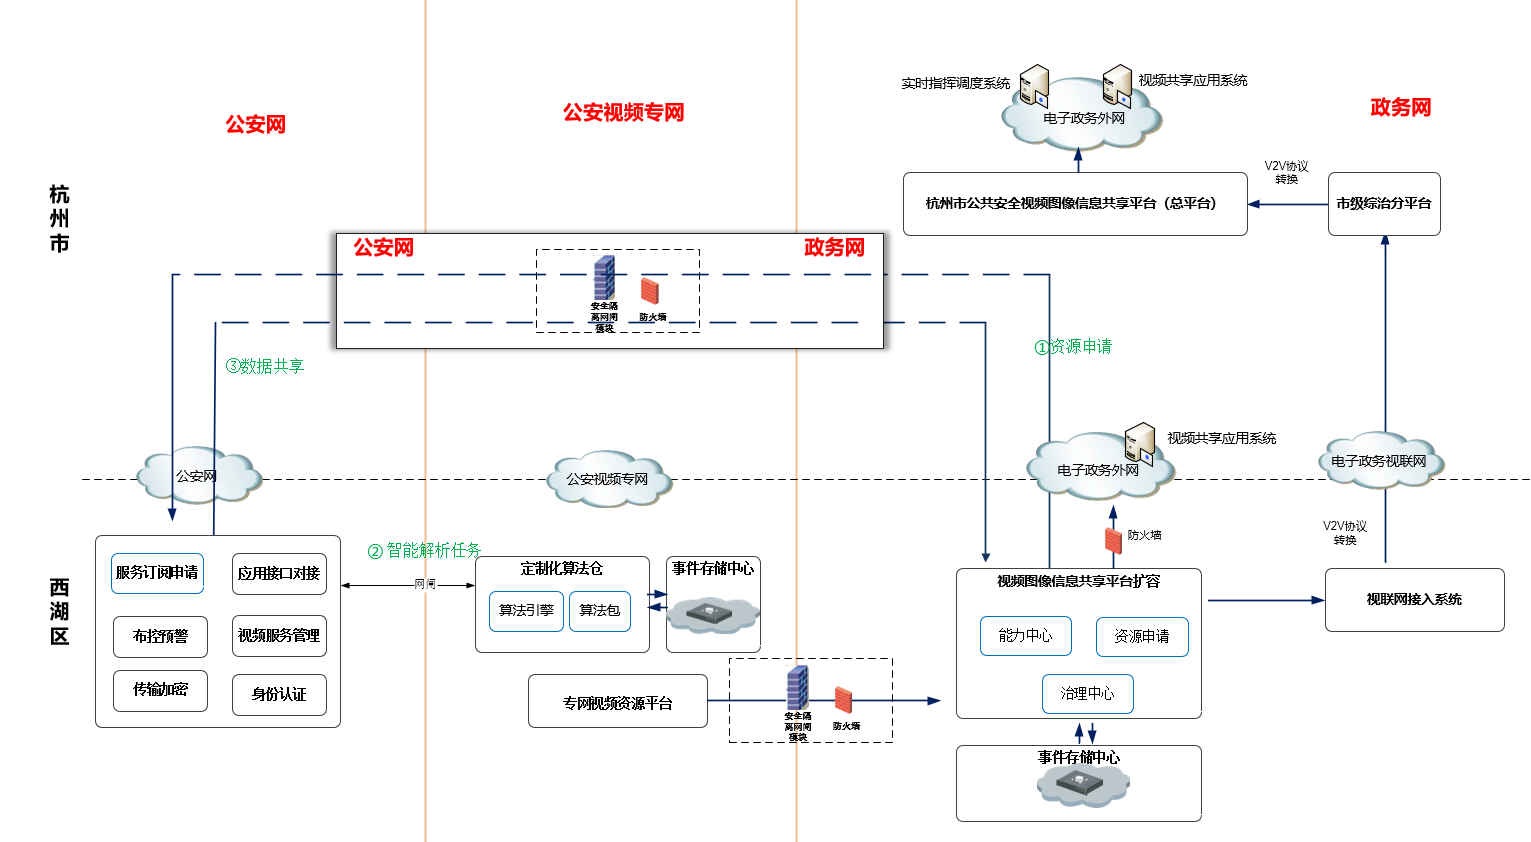 实时指挥调度系统
视频共享应用系统
电子政务外网
公安网
公安视频专网
政务网
杭州市
V2V协议
转换
杭州市公共安全视频图像信息共享平台（总平台）
市级综治分平台
公安网
政务网
安全隔
离网闸
模块
防火墙
①资源申请
③数据共享
视频共享应用系统
公安网
公安视频专网
电子政务外网
电子政务视联网
V2V协议
转换
防火墙
西湖区
②智能解析任务
服务订阅申请
应用接口对接
布控预警
视频服务管理
传输加密
身份认证
网闸
定制化算法仓
算法引擎
算法包
事件存储中心
专网视频资源平台
安全隔
离网闸
模块
防火墙
视频图像信息共享平台扩容
能力中心
资源申请
治理中心
视联网接入系统
事件存储中心